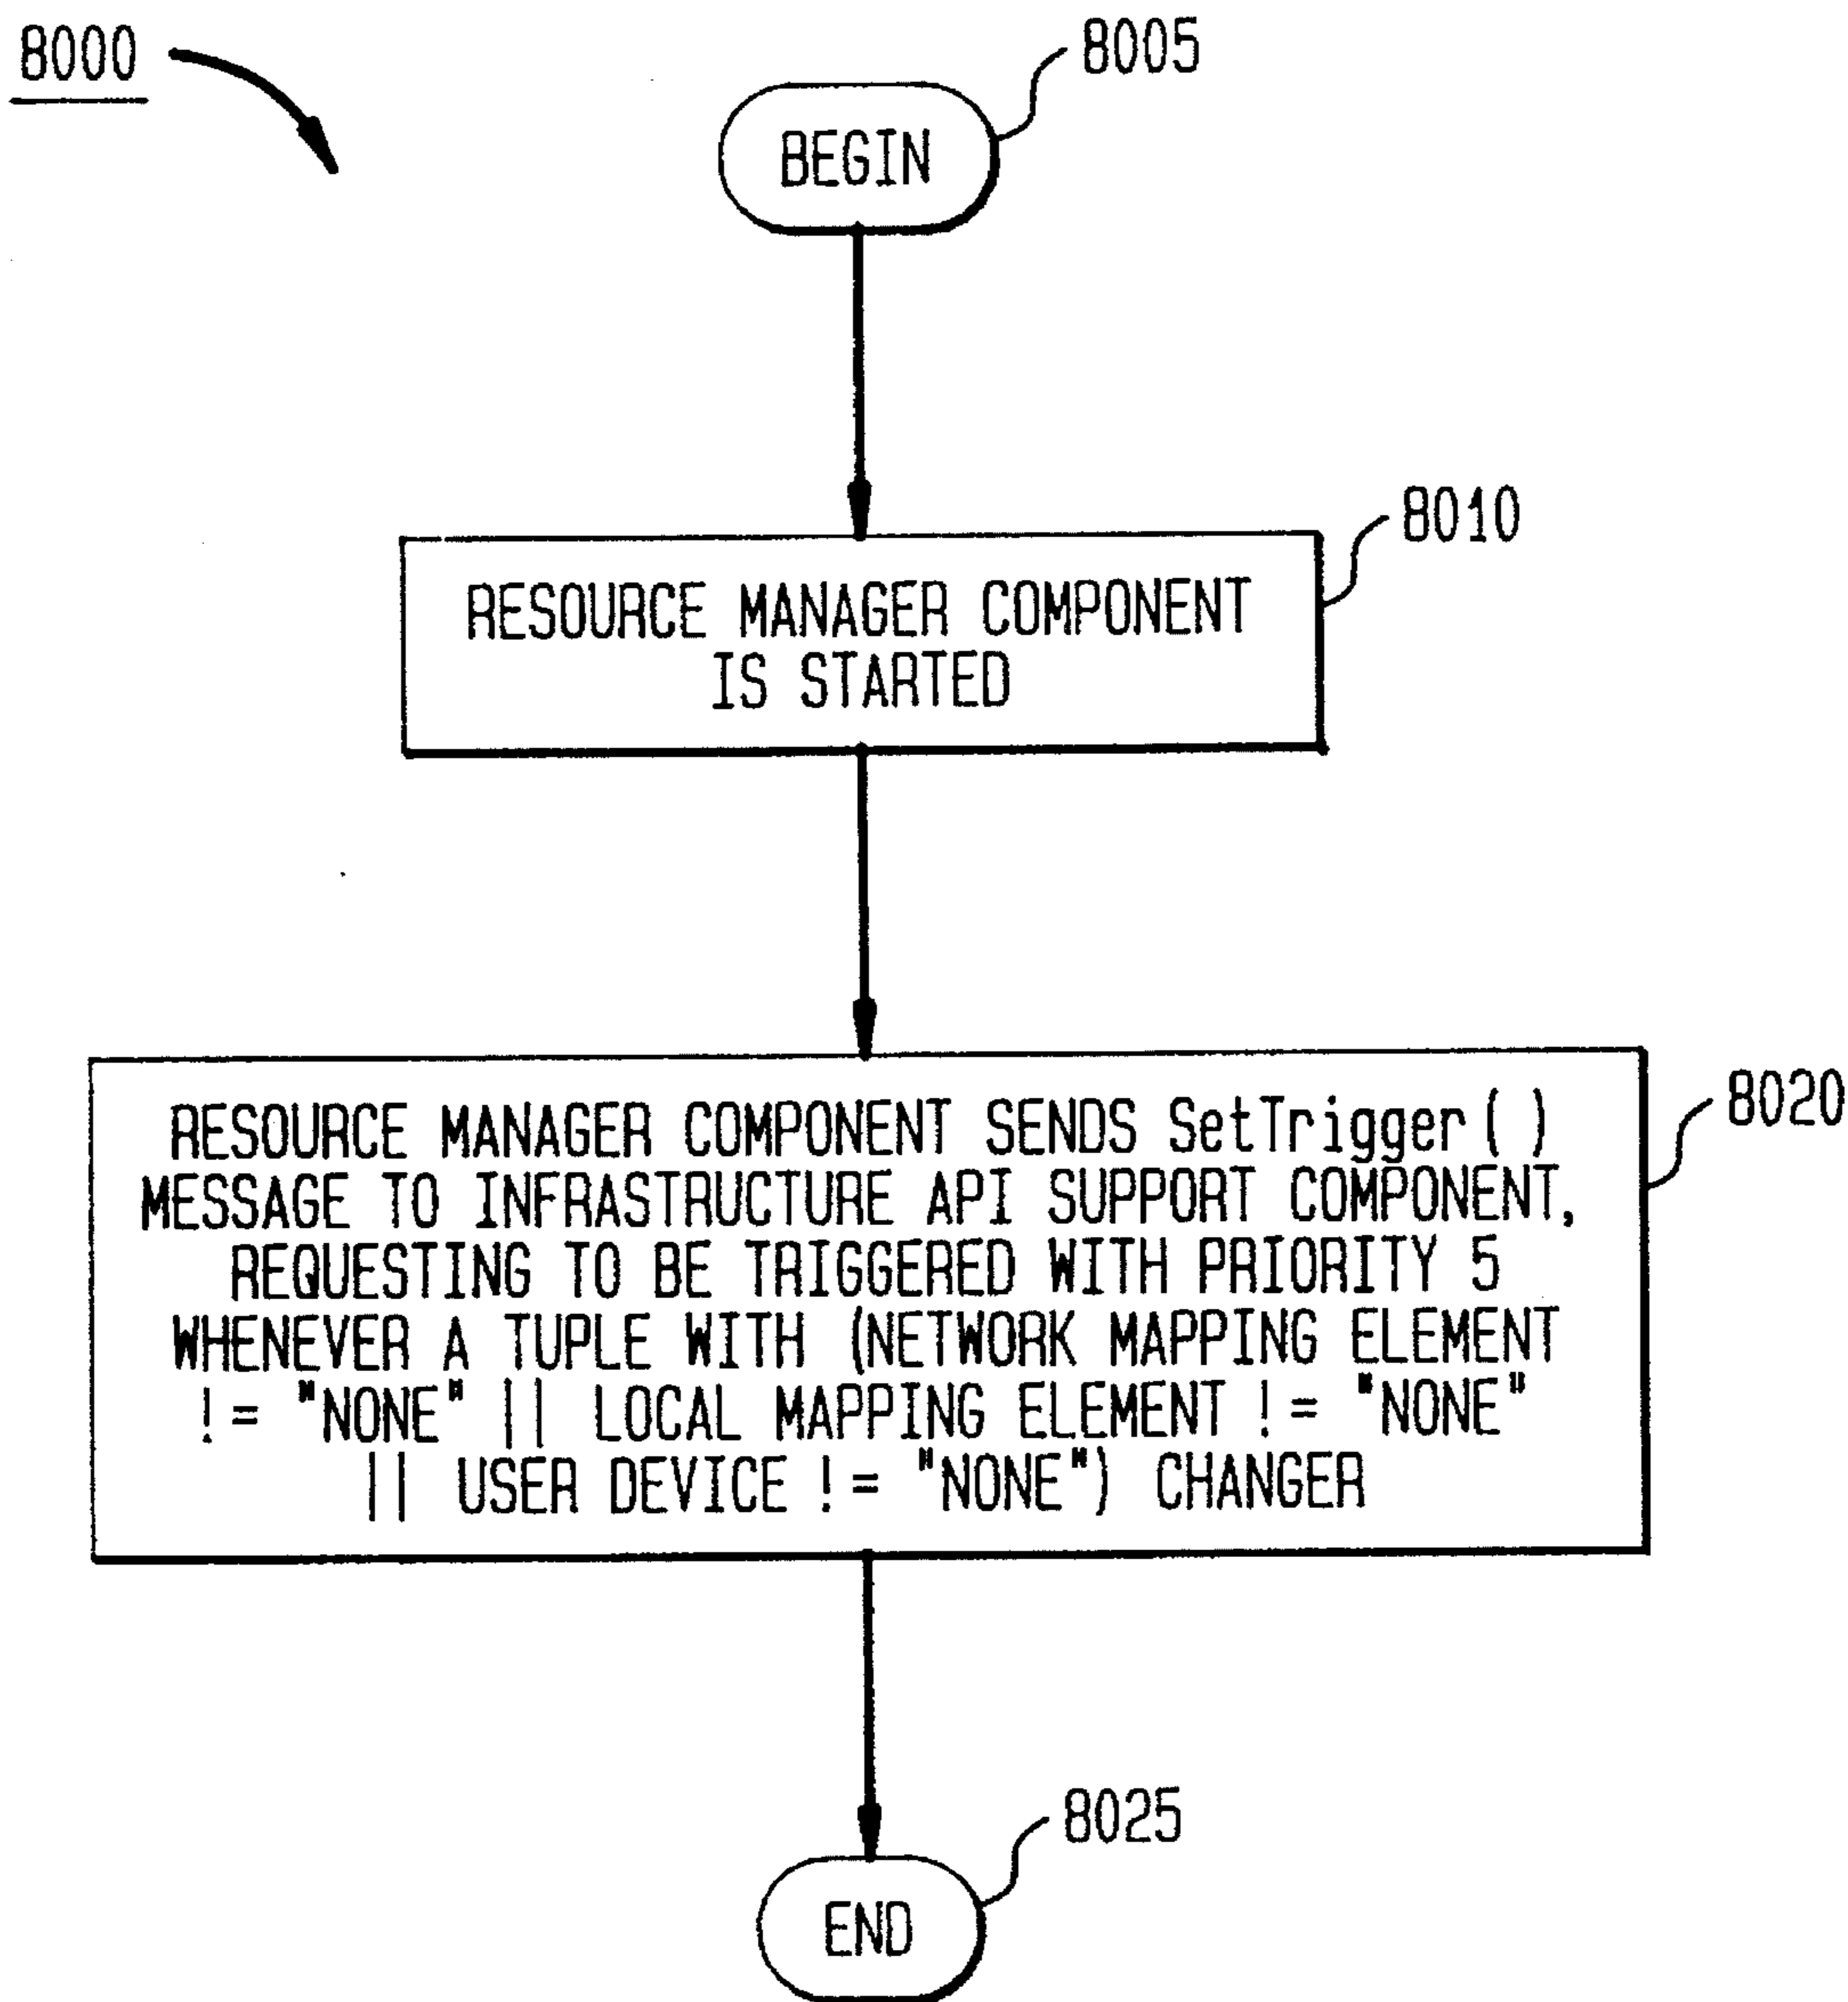 8000
8005
BEGIN
8010
RESOURCE MANAGER COMPONENT
IS STARTED
8020
RESOURCE MANAGER COMPONENT SENDS SetTrigger()
MESSAGE TO INFRASTRUCTURE API SUPPORT COMPONENT,
REQUESTING TO BE TRIGGERED WITH PRIORITY 5
WHENEVER A TUPLE WITH (NETWORK MAPPING ELEMENT
!= "NONE" || LOCAL MAPPING ELEMENT != "NONE"
|| USER DEVICE != "NONE") CHANGER
8025
END